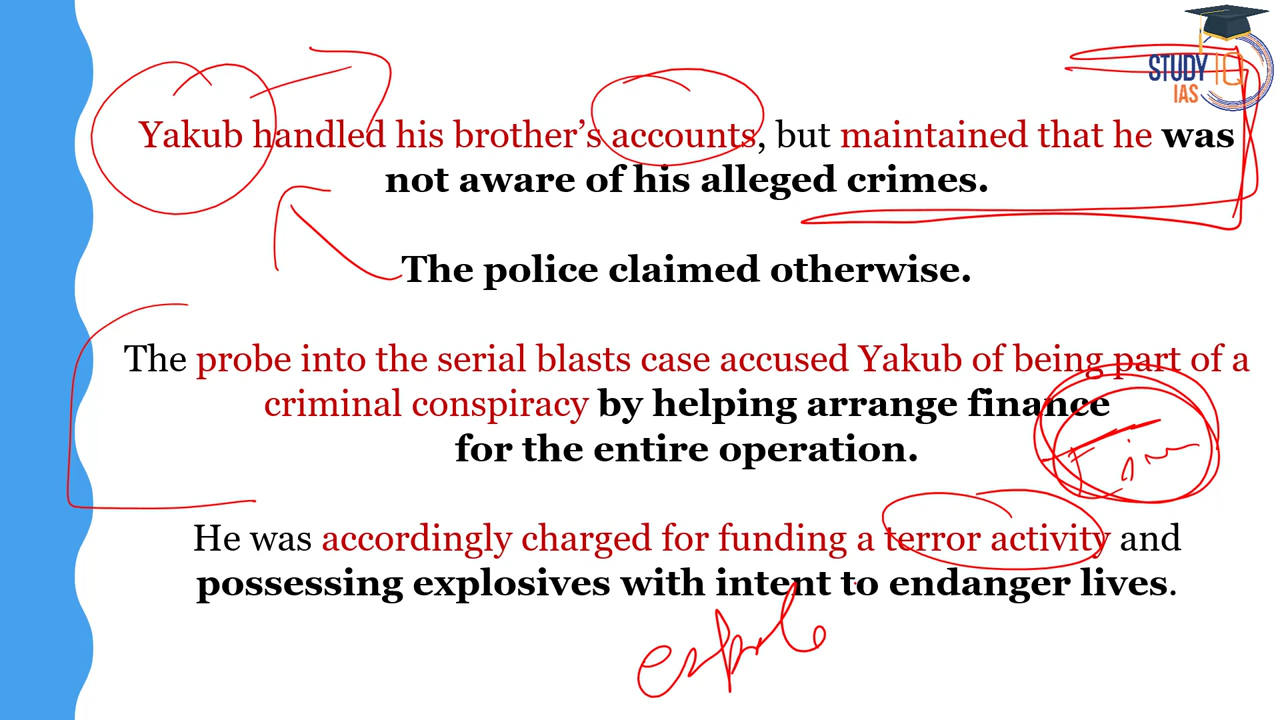 STUDY IQ
IAS
Yakub handled his brother's accounts, but maintained that he was
not aware of his alleged crimes.
The police claimed otherwise.
The probe into the serial blasts case accused Yakub of being part of a
criminal conspiracy by helping arrange finance
for the entire operation.
He was accordingly charged for funding a terror activity and
possessing explosives with intent to endanger lives.